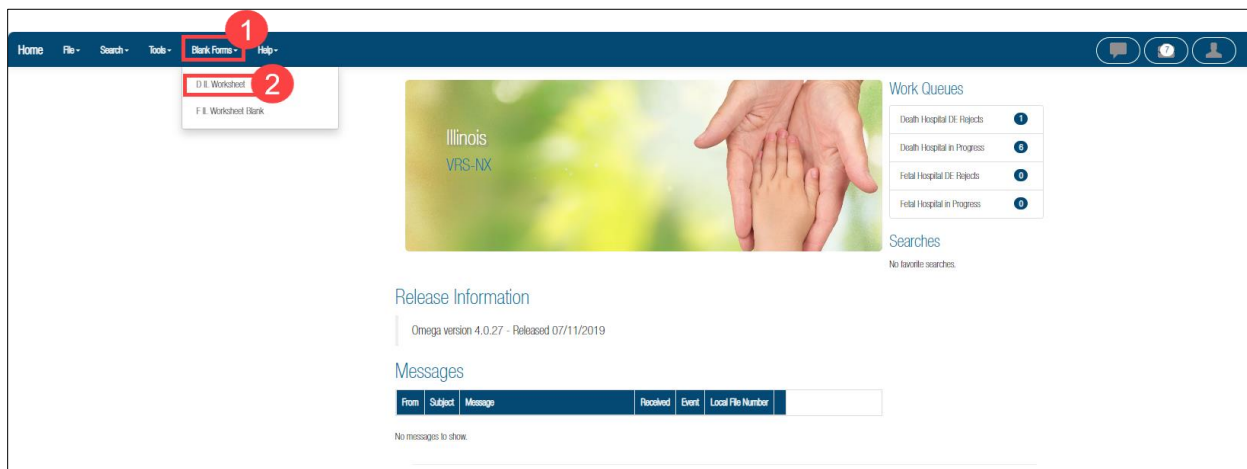 1
Home File Search Tools Blank Forms Help 7
D IL Worksheet 2
F IL Worksheet Blank
Illinois
VRS-NX
Work Queues
Death Hospital DE Rejects 1
Death Hospital in Progress 6
Fetal Hospital DE Rejects 0
Fetal Hospital in Progress 0
Searches
No favorite searches.
Release Information
Omega version 4.0.27 - Released 07/11/2019
Messages
From Subject Message Received Event Local File Number
No messages to show.